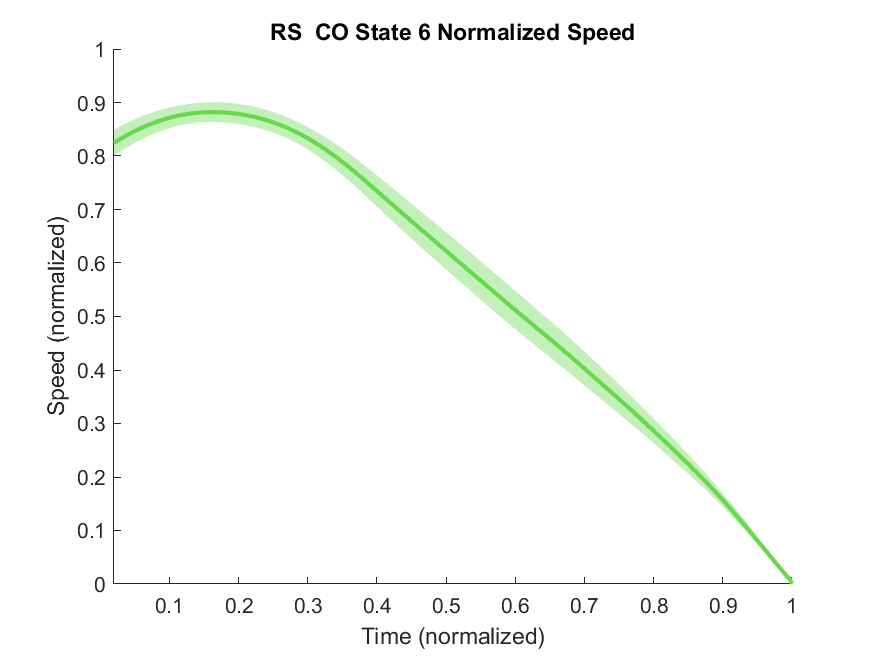 RS  CO State 6 Normalized Speed
1
0.9
0.8
0.7
0.6
0.5
0.4
0.3
0.2
0.1
0
Speed (normalized)
0.1 0.2 0.3 0.4 0.5 0.6 0.7 0.8 0.9 1
Time (normalized)